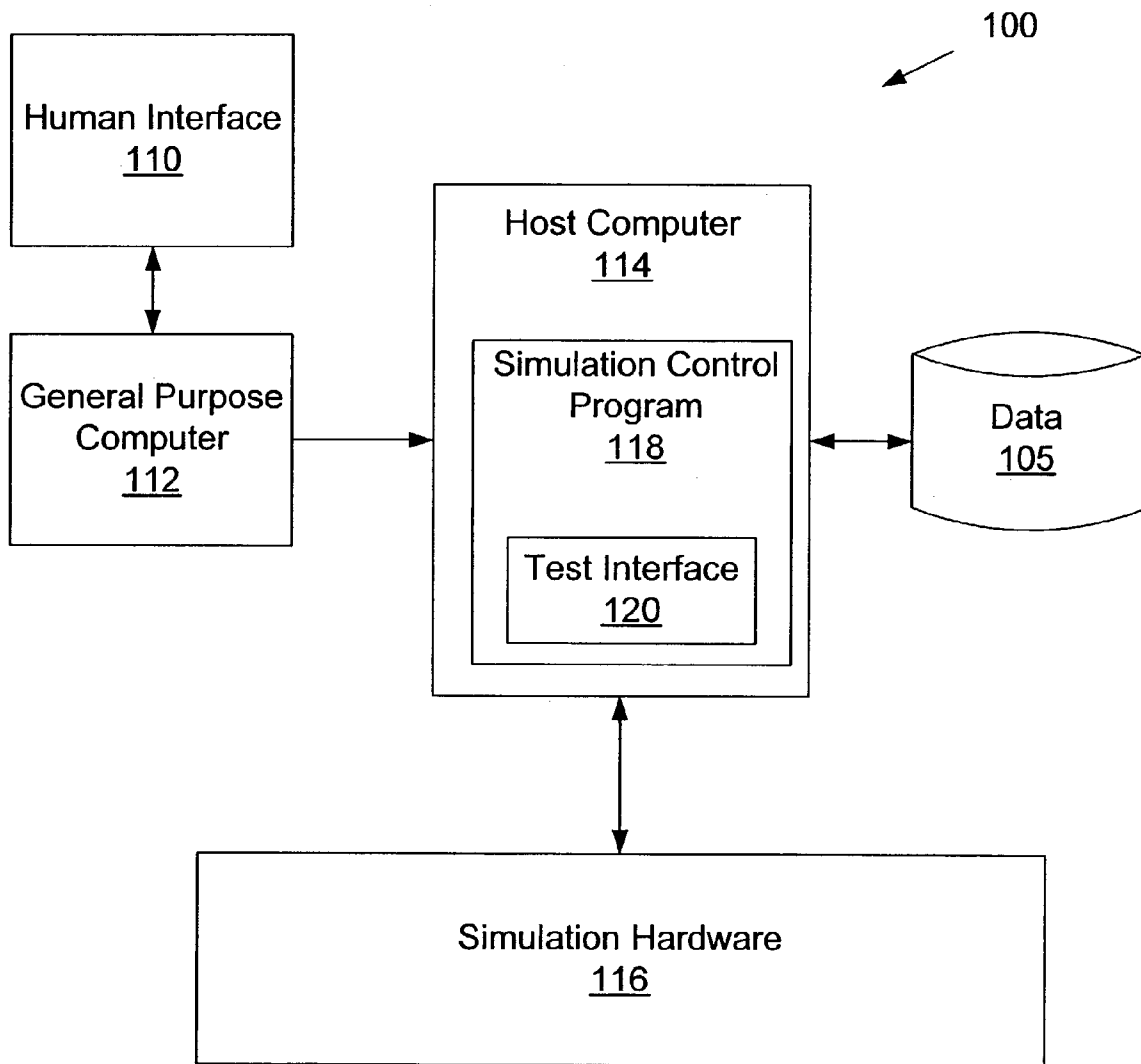 100
Human Interface
110
Host Computer
114
General Purpose
Computer
112
Simulation Control
Program
118
Data
105
Test Interface
120
Simulation Hardware
116